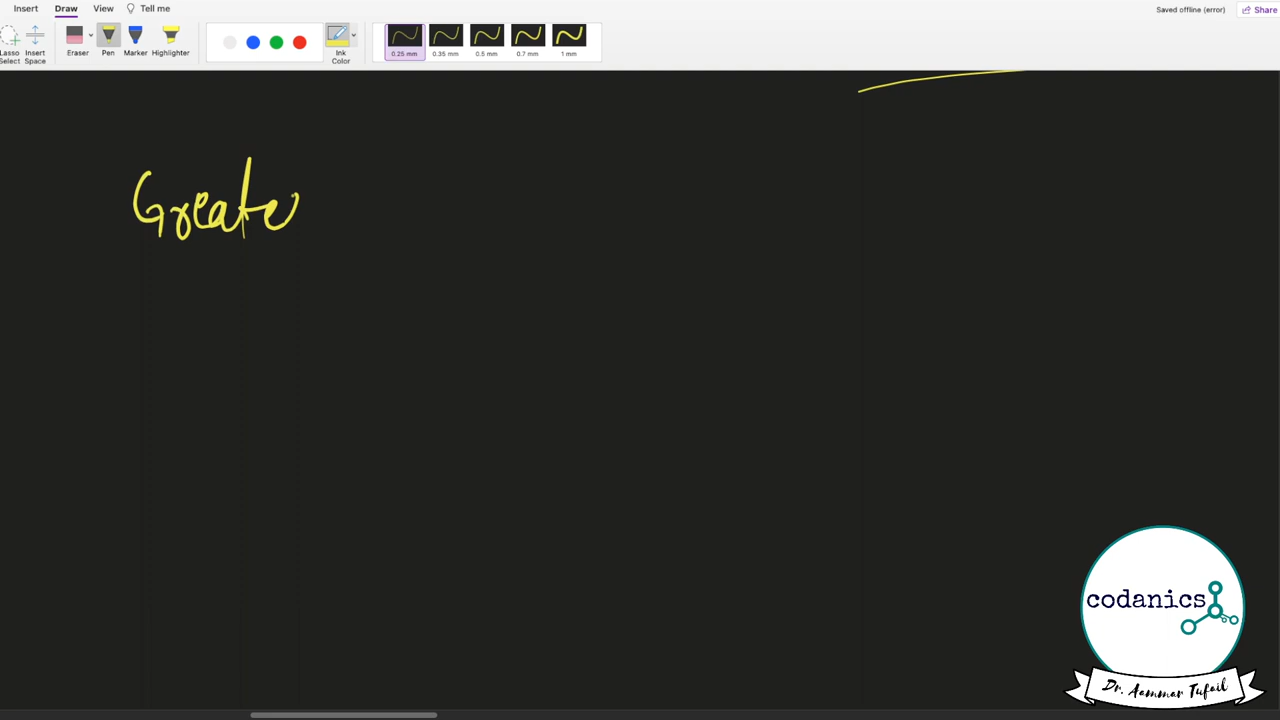 Insert Draw View Tell me Saved offline (error) Share
Lasso Select Insert Space Eraser Pen Marker Highlighter Ink Color 0.25 mm 0.35 mm 0.5 mm 0.7 mm 1 mm
Greate
codanics
Dr. Aammar Tufail